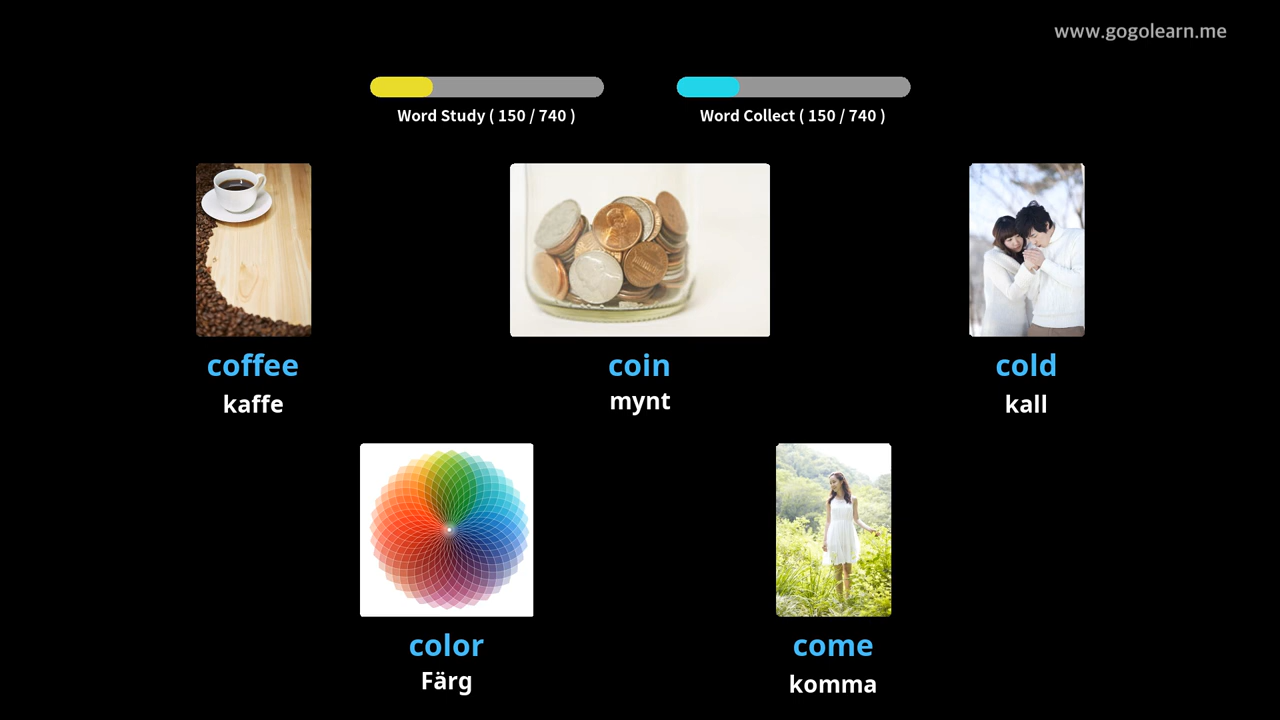 www.gogolearn.me
Word Study ( 150 / 740 )
Word Collect ( 150 / 740 )
coffee
kaffe
coin
mynt
cold
kall
color
Färg
come
komma